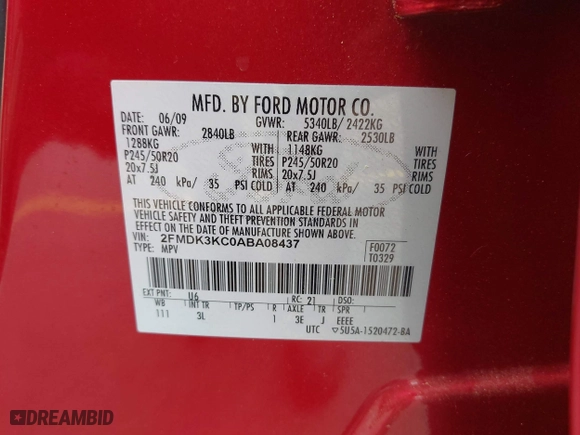 MFD. BY FORD MOTOR CO.
DATE: 06/09 GVWR: 5340LB/ 2422KG
FRONT GAWR: 2840LB REAR GAWR: 2530LB
1288KG WITH 1148KG WITH
P245/50R20 TIRES P245/50R20 TIRES
20x7.5J RIMS 20x7.5J RIMS
AT 240 kPa/ 35 PSI COLD AT 240 kPa/ 35 PSI COLD
THIS VEHICLE CONFORMS TO ALL APPLICABLE FEDERAL MOTOR
VEHICLE SAFETY AND THEFT PREVENTION STANDARDS IN
EFFECT ON THE DATE OF MANUFACTURE SHOWN ABOVE.
VIN: 2FMDK3KC0ABA08437 F0072
TYPE: MPV T0329
EXT PNT: U6 RC: 21 DSO:
WB INT TR TP/PS R AXLE TR SPR
111 3L 1 3E J EEEE
UTC ▽5U5A-1520472-BA
DREAMBID